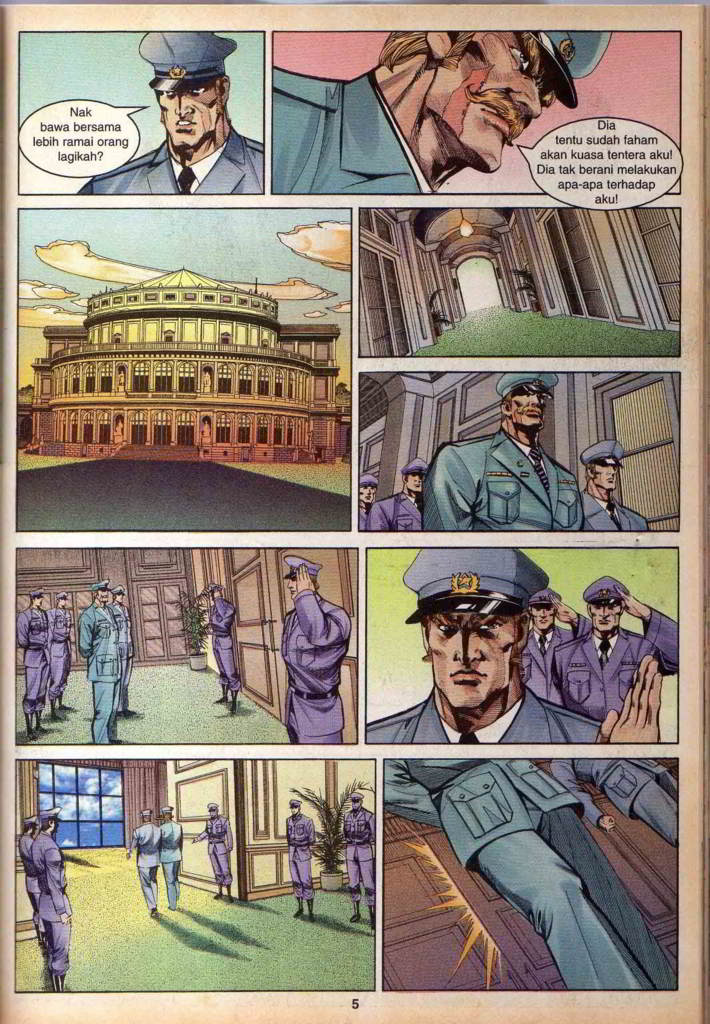 Nak
bawa bersama
lebih ramai orang
lagikah?
Dia
tentu sudah faham
akan kuasa tentera aku!
Dia tak berani melakukan
apa-apa terhadap
aku!
5